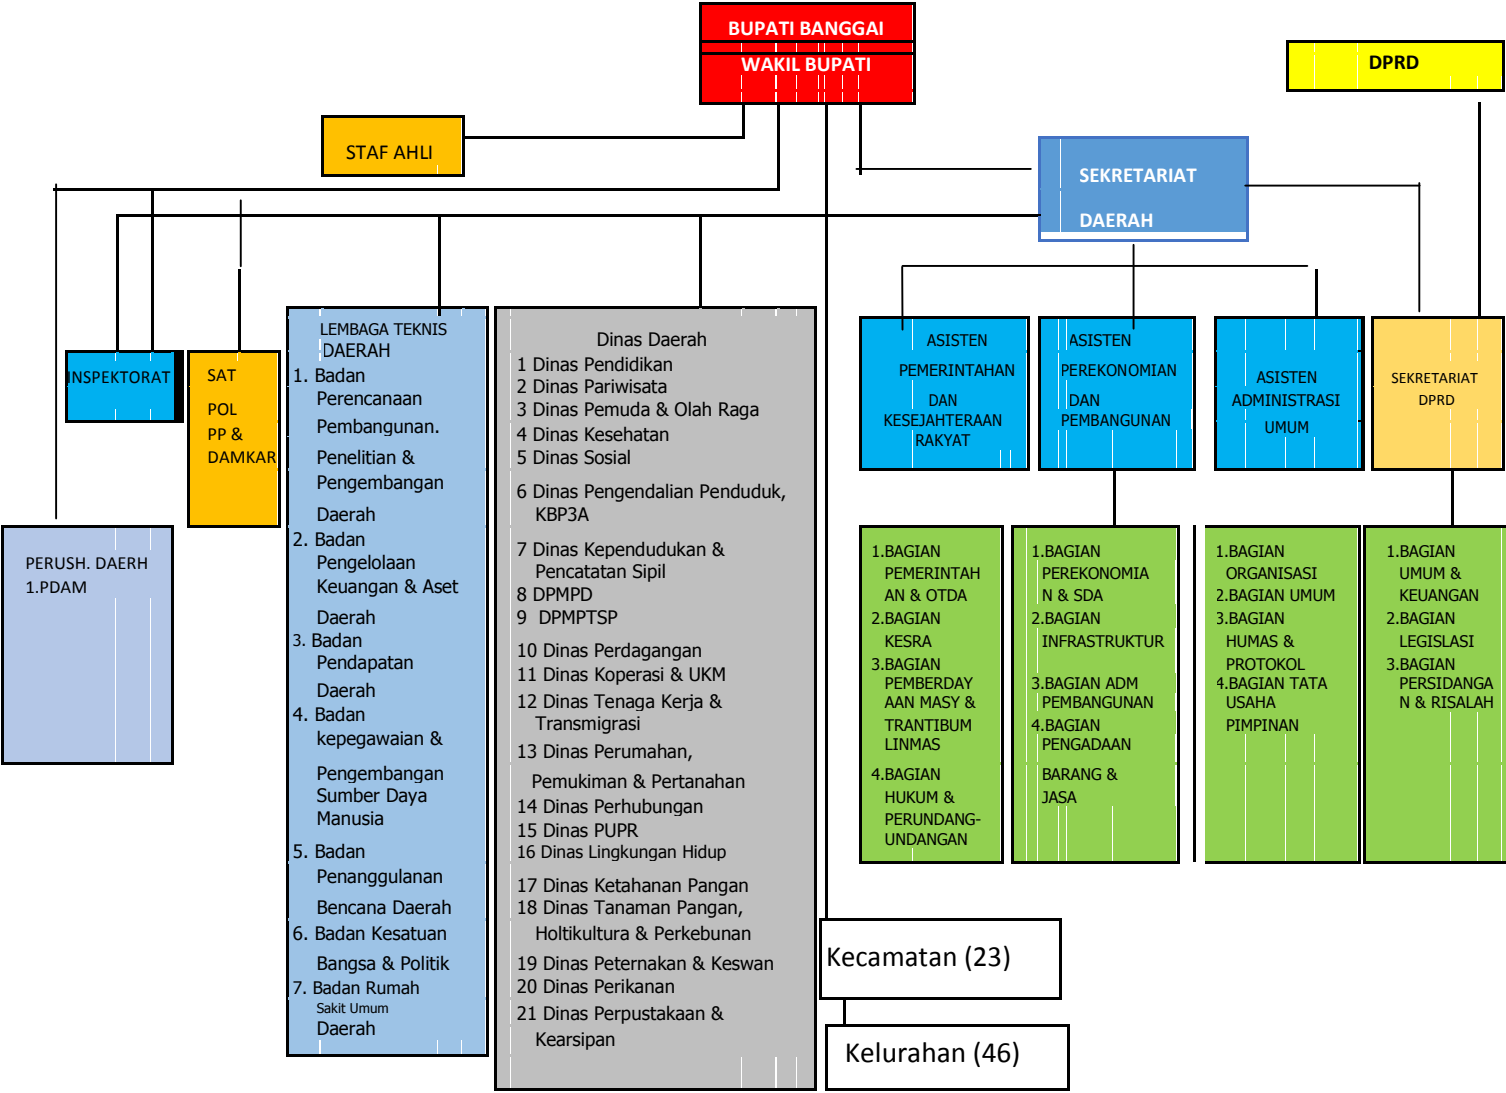 BUPATI BANGGAI
WAKIL BUPATI
DPRD
STAF AHLI
SEKRETARIAT
DAERAH
INSPEKTORAT
SAT
POL
PP &
DAMKAR
PERUSH. DAERH
1.PDAM
LEMBAGA TEKNIS
DAERAH
1. Badan
Perencanaan
Pembangunan.
Penelitian &
Pengembangan
Daerah
2. Badan
Pengelolaan
Keuangan & Aset
Daerah
3. Badan
Pendapatan
Daerah
4. Badan
kepegawaian &
Pengembangan
Sumber Daya
Manusia
5. Badan
Penanggulanan
Bencana Daerah
6. Badan Kesatuan
Bangsa & Politik
7. Badan Rumah
Sakit Umum
Daerah
Dinas Daerah
1 Dinas Pendidikan
2 Dinas Pariwisata
3 Dinas Pemuda & Olah Raga
4 Dinas Kesehatan
5 Dinas Sosial
6 Dinas Pengendalian Penduduk,
KBP3A
7 Dinas Kependudukan &
Pencatatan Sipil
8 DPMPD
9 DPMPTSP
10 Dinas Perdagangan
11 Dinas Koperasi & UKM
12 Dinas Tenaga Kerja &
Transmigrasi
13 Dinas Perumahan,
Pemukiman & Pertanahan
14 Dinas Perhubungan
15 Dinas PUPR
16 Dinas Lingkungan Hidup
17 Dinas Ketahanan Pangan
18 Dinas Tanaman Pangan,
Holtikultura & Perkebunan
19 Dinas Peternakan & Keswan
20 Dinas Perikanan
21 Dinas Perpustakaan &
Kearsipan
ASISTEN
PEMERINTAHAN
DAN
KESEJAHTERAAN
RAKYAT
ASISTEN
PEREKONOMIAN
DAN
PEMBANGUNAN
ASISTEN
ADMINISTRASI
UMUM
SEKRETARIAT
DPRD
1.BAGIAN
PEMERINTAH
AN & OTDA
2.BAGIAN
KESRA
3.BAGIAN
PEMBERDAY
AAN MASY &
TRANTIBUM
LINMAS
4.BAGIAN
HUKUM &
PERUNDANG-
UNDANGAN
1.BAGIAN
PEREKONOMIA
N & SDA
2.BAGIAN
INFRASTRUKTUR
3.BAGIAN ADM
PEMBANGUNAN
4.BAGIAN
PENGADAAN
BARANG &
JASA
1.BAGIAN
ORGANISASI
2.BAGIAN UMUM
3.BAGIAN
HUMAS &
PROTOKOL
4.BAGIAN TATA
USAHA
PIMPINAN
1.BAGIAN
UMUM &
KEUANGAN
2.BAGIAN
LEGISLASI
3.BAGIAN
PERSIDANGA
N & RISALAH
Kecamatan (23)
Kelurahan (46)